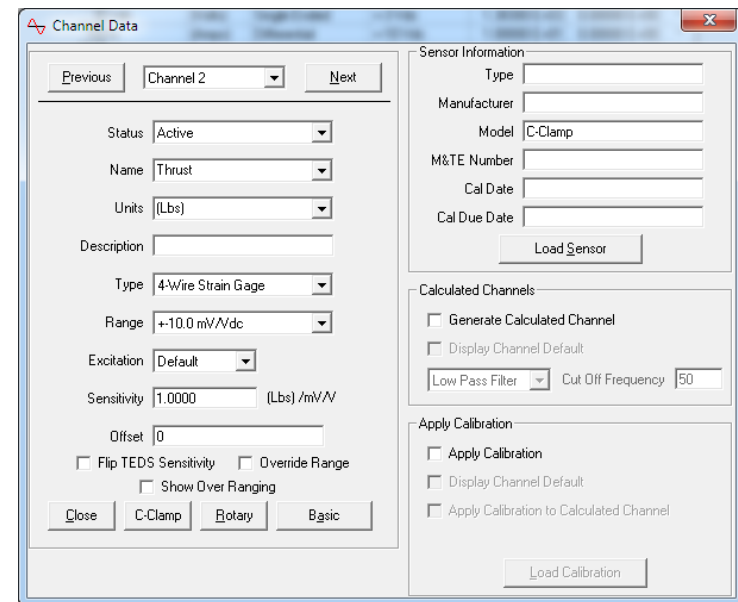 Channel Data
Previous
Channel 2
Next
Status Active
Name Thrust
Units (Lbs)
Description
Type 4-Wire Strain Gage
Range +-10.0 mV/Vdc
Excitation Default
Sensitivity 1.0000 (Lbs) /mV/V
Offset 0
Flip TEDS Sensitivity Override Range
Show Over Ranging
Close C-Clamp Rotary Basic
Sensor Information
Type
Manufacturer
Model C-Clamp
M&TE Number
Cal Date
Cal Due Date
Load Sensor
Calculated Channels
Generate Calculated Channel
Display Channel Default
Low Pass Filter Cut Off Frequency 50
Apply Calibration
Apply Calibration
Display Channel Default
Apply Calibration to Calculated Channel
Load Calibration